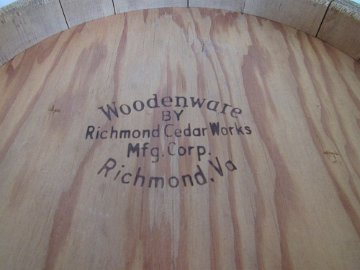 Woodenware
BY
Richmond Cedar Works
Mfg. Corp.
Richmond, Va